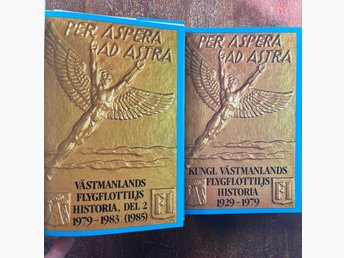 PER ASPERA
AD ASTRA
VÄSTMANLANDS
FLYGFLOTTILJS
HISTORIA, DEL 2
1979-1983 (1985)
PER ASPERA
AD ASTRA
KUNGL VÄSTMANLANDS
FLYGFLOTTILJS
HISTORIA
1929-1979